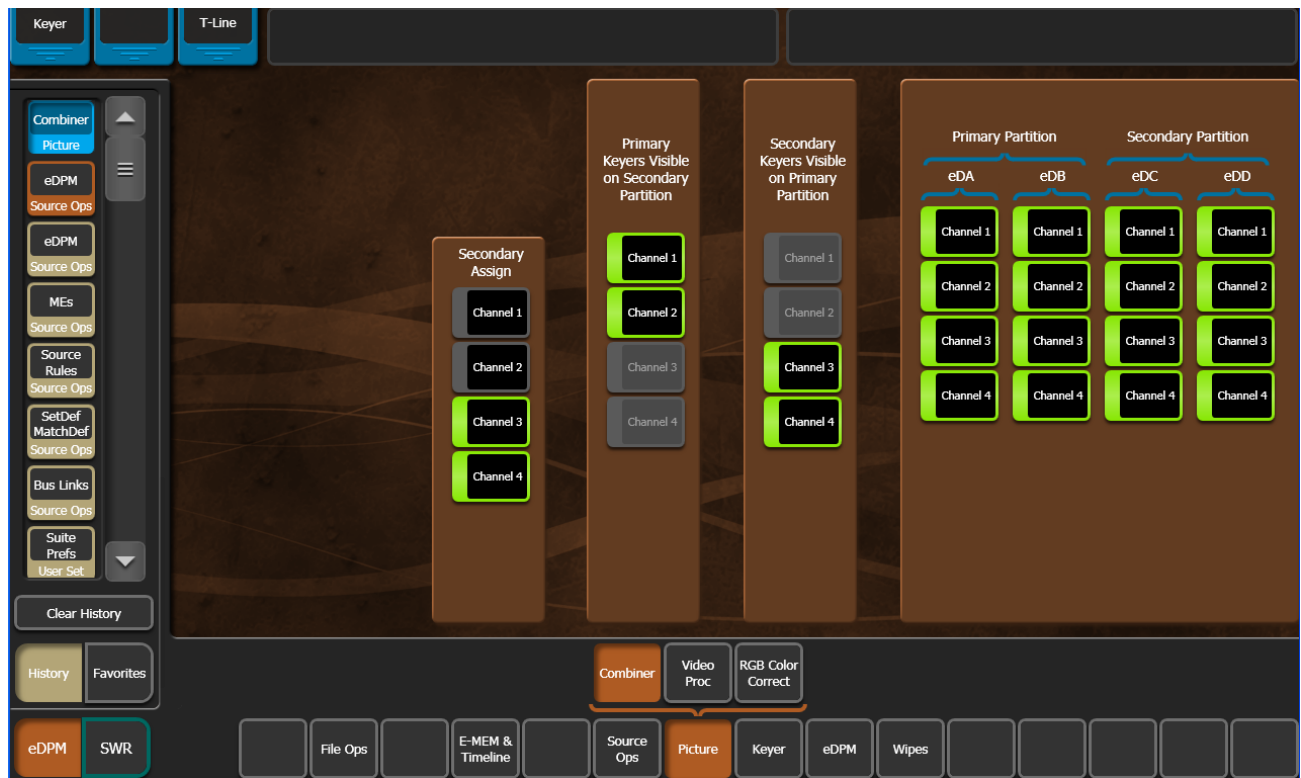 Keyer
T-Line
Combiner
Picture
eDPM
Source Ops
eDPM
Source Ops
MEs
Source Ops
Source
Rules
Source Ops
SetDef
MatchDef
Source Ops
Bus Links
Source Ops
Suite
Prefs
User Set
Clear History
History
Favorites
eDPM
SWR
Secondary
Assign
Channel 1
Channel 2
Channel 3
Channel 4
Primary
Keyers Visible
on Secondary
Partition
Channel 1
Channel 2
Channel 3
Channel 4
Secondary
Keyers Visible
on Primary
Partition
Channel 1
Channel 2
Channel 3
Channel 4
Primary Partition Secondary Partition
eDA eDB eDC eDD
Channel 1 Channel 1 Channel 1 Channel 1
Channel 2 Channel 2 Channel 2 Channel 2
Channel 3 Channel 3 Channel 3 Channel 3
Channel 4 Channel 4 Channel 4 Channel 4
Combiner
Video
Proc
RGB Color
Correct
File Ops
E-MEM &
Timeline
Source
Ops
Picture
Keyer
eDPM
Wipes